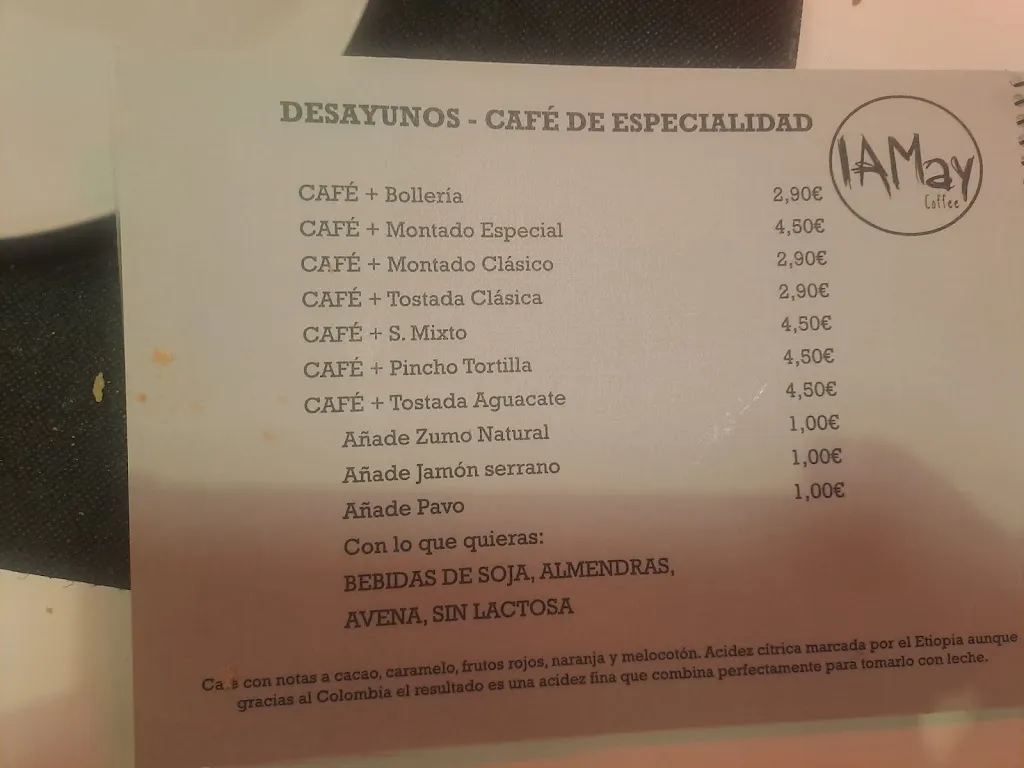 DESAYUNOS - CAFÉ DE ESPECIALIDAD
IAMay
Coffee
CAFÉ + Bollería 2,90€
CAFÉ + Montado Especial 4,50€
CAFÉ + Montado Clásico 2,90€
CAFÉ + Tostada Clásica 2,90€
CAFÉ + S. Mixto 4,50€
CAFÉ + Pincho Tortilla 4,50€
CAFÉ + Tostada Aguacate 4,50€
Añade Zumo Natural 1,00€
Añade Jamón serrano 1,00€
Añade Pavo 1,00€
Con lo que quieras:
BEBIDAS DE SOJA, ALMENDRAS,
AVENA, SIN LACTOSA
con notas a cacao, caramelo, frutos rojos, naranja y melocotón. Acidez cítrica marcada por el Etiopia aunque
gracias al Colombia el resultado es una acidez fina que combina perfectamente para tomarlo con leche.